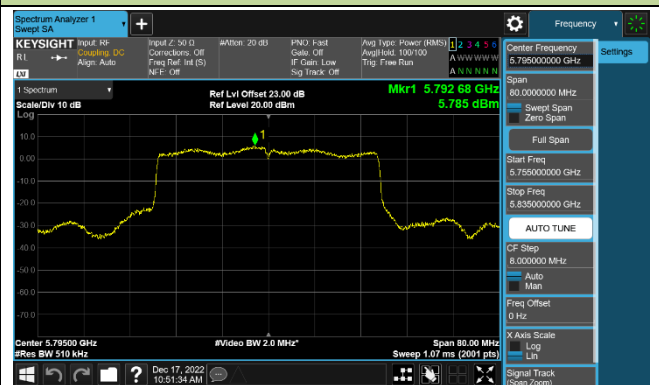 Spectrum Analyzer 1
Swept SA
Frequency
KEYSIGHT
Input: RF
Coupling: DC
Align: Auto
Input Z: 50 Ω
Corrections: Off
Freq Ref: Int (S)
NFE: Off
#Atten: 20 dB
PNO: Fast
Gate: Off
IF Gain: Low
Sig Track: Off
Avg Type: Power (RMS)
Avg|Hold: 100/100
Trig: Free Run
1 2 3 4 5 6
A W W W W W
A N N N N N
LXI
Center Frequency
5.795000000 GHz
Settings
1 Spectrum
Scale/Div 10 dB
Ref Lvl Offset 23.00 dB
Ref Level 20.00 dBm
Mkr1 5.792 68 GHz
5.785 dBm
Span
80.0000000 MHz
Swept Span
Zero Span
Full Span
Start Freq
5.755000000 GHz
Stop Freq
5.835000000 GHz
AUTO TUNE
CF Step
8.000000 MHz
Auto
Man
Freq Offset
0 Hz
X Axis Scale
Log
Lin
Signal Track
(Span Zoom)
Log
10.0
0.00
-10.0
-20.0
-30.0
-40.0
-50.0
-60.0
-70.0
1
Center 5.79500 GHz
#Res BW 510 kHz
#Video BW 2.0 MHz*
Span 80.00 MHz
Sweep 1.07 ms (2001 pts)
?
Dec 17, 2022
10:51:34 AM